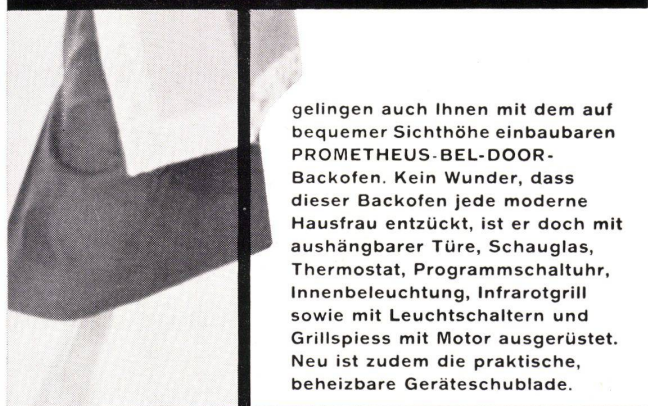 gelingen auch Ihnen mit dem auf
bequemer Sichthöhe einbaubaren
PROMETHEUS-BEL-DOOR-
Backofen. Kein Wunder, dass
dieser Backofen jede moderne
Hausfrau entzückt, ist er doch mit
aushängbarer Türe, Schauglas,
Thermostat, Programmschaltuhr,
Innenbeleuchtung, Infrarotgrill
sowie mit Leuchtschaltern und
Grillspiess mit Motor ausgerüstet.
Neu ist zudem die praktische,
beheizbare Geräteschublade.